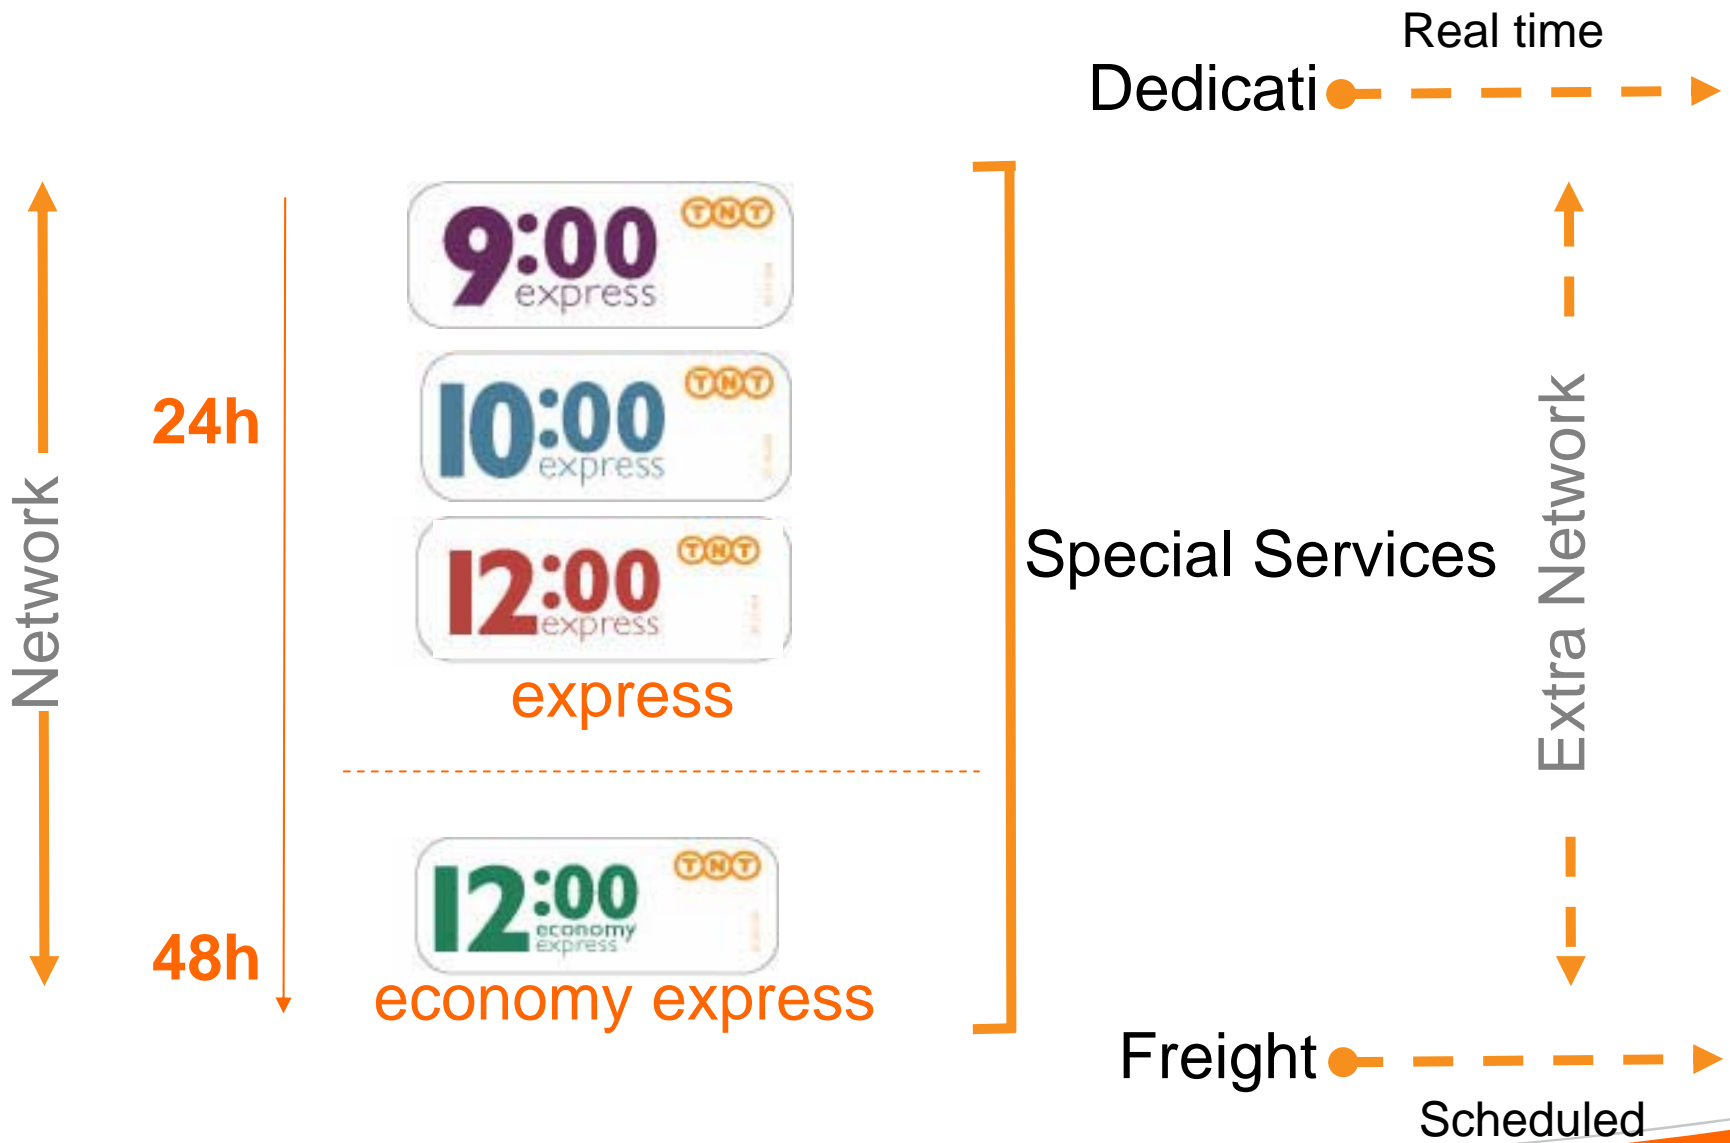 Real time
Dedicati
TNT
9:00
express
TNT
10:00
express
24h
TNT
12:00
express
express
Network
Special Services
Extra Network
TNT
12:00
economy
express
48h
economy express
Freight
Scheduled